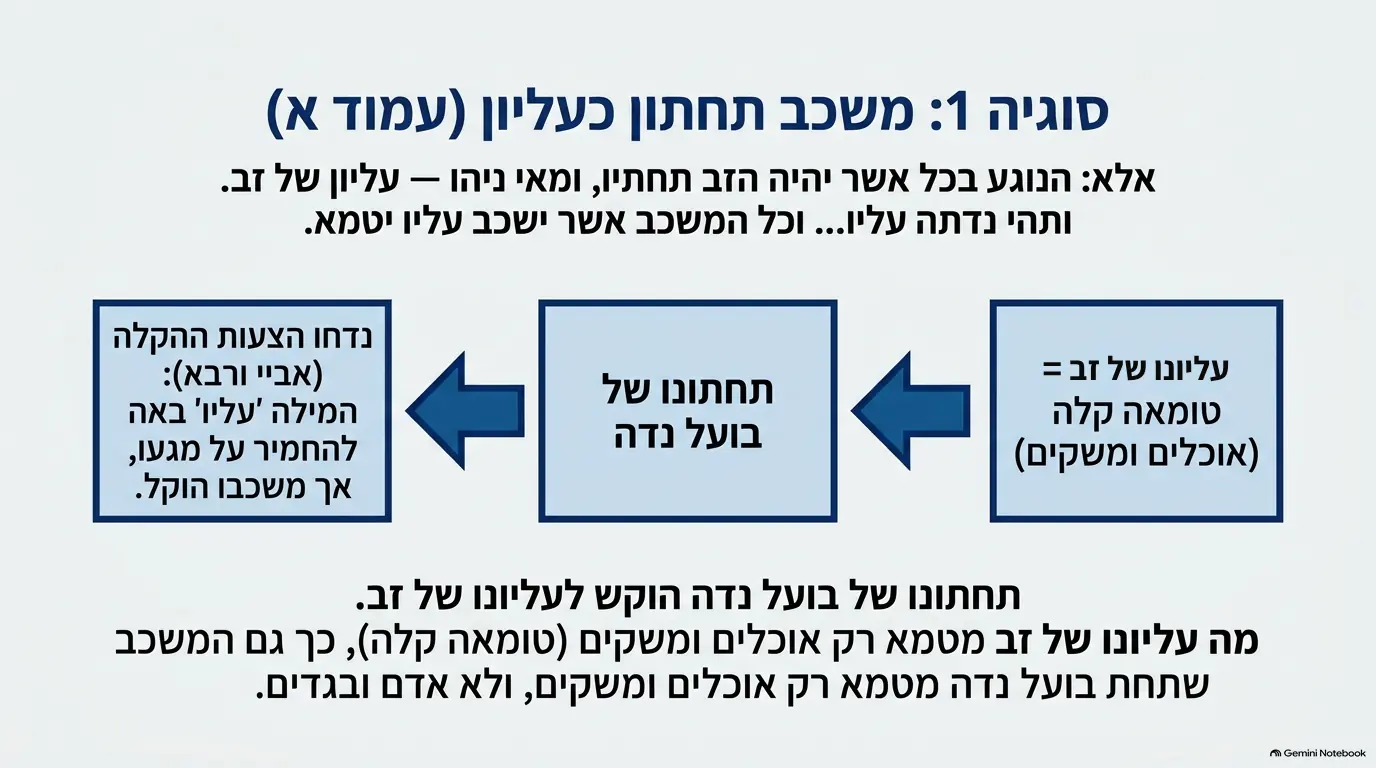 סוגיה 1: משכב תחתון כעליון (עמוד א)
אלא: הנוגע בכל אשר יהיה הזב תחתיו, ומאי ניהו — עליון של זב.
ותהי נדתה עליו... וכל המשכב אשר ישכב עליו יטמא.
עליונו של זב =
טומאה קלה
(אוכלים ומשקים)
תחתונו של
בועל נדה
נדחו הצעות ההקלה
(אביי ורבא):
המילה 'עליו' באה
להחמיר על מגעו,
אך משכבו הוקל.
תחתונו של בועל נדה הוקש לעליונו של זב.
מה עליונו של זב מטמא רק אוכלים ומשקים (טומאה קלה), כך גם המשכב
שתחת בועל נדה מטמא רק אוכלים ומשקים, ולא אדם ובגדים.
Gemini Notebook